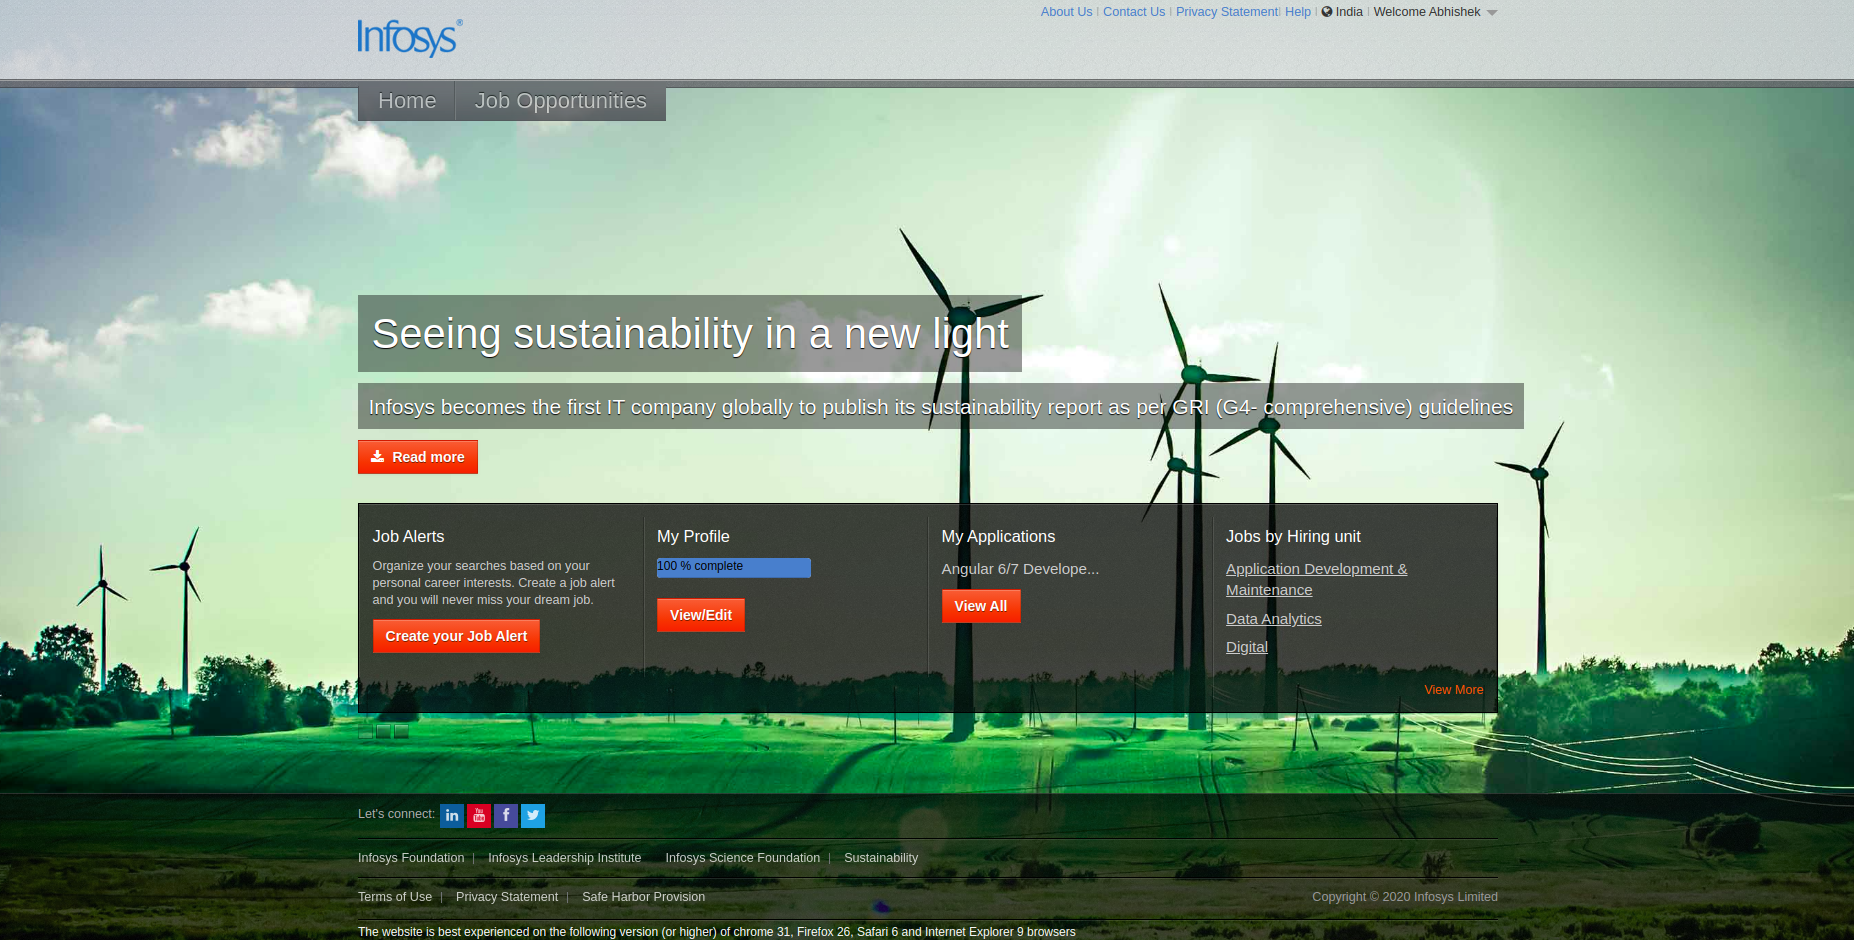 About Us | Contact Us | Privacy Statement| Help | India | Welcome Abhishek
Infosys®
Home
Job Opportunities
Seeing sustainability in a new light
Infosys becomes the first IT company globally to publish its sustainability report as per GRI (G4- comprehensive) guidelines
Read more
Job Alerts
Organize your searches based on your
personal career interests. Create a job alert
and you will never miss your dream job.
Create your Job Alert
My Profile
100 % complete
View/Edit
My Applications
Angular 6/7 Develope...
View All
Jobs by Hiring unit
Application Development &
Maintenance
Data Analytics
Digital
View More
Let's connect: in You Tube f
Infosys Foundation | Infosys Leadership Institute Infosys Science Foundation | Sustainability
Terms of Use | Privacy Statement | Safe Harbor Provision
Copyright © 2020 Infosys Limited
The website is best experienced on the following version (or higher) of chrome 31, Firefox 26, Safari 6 and Internet Explorer 9 browsers